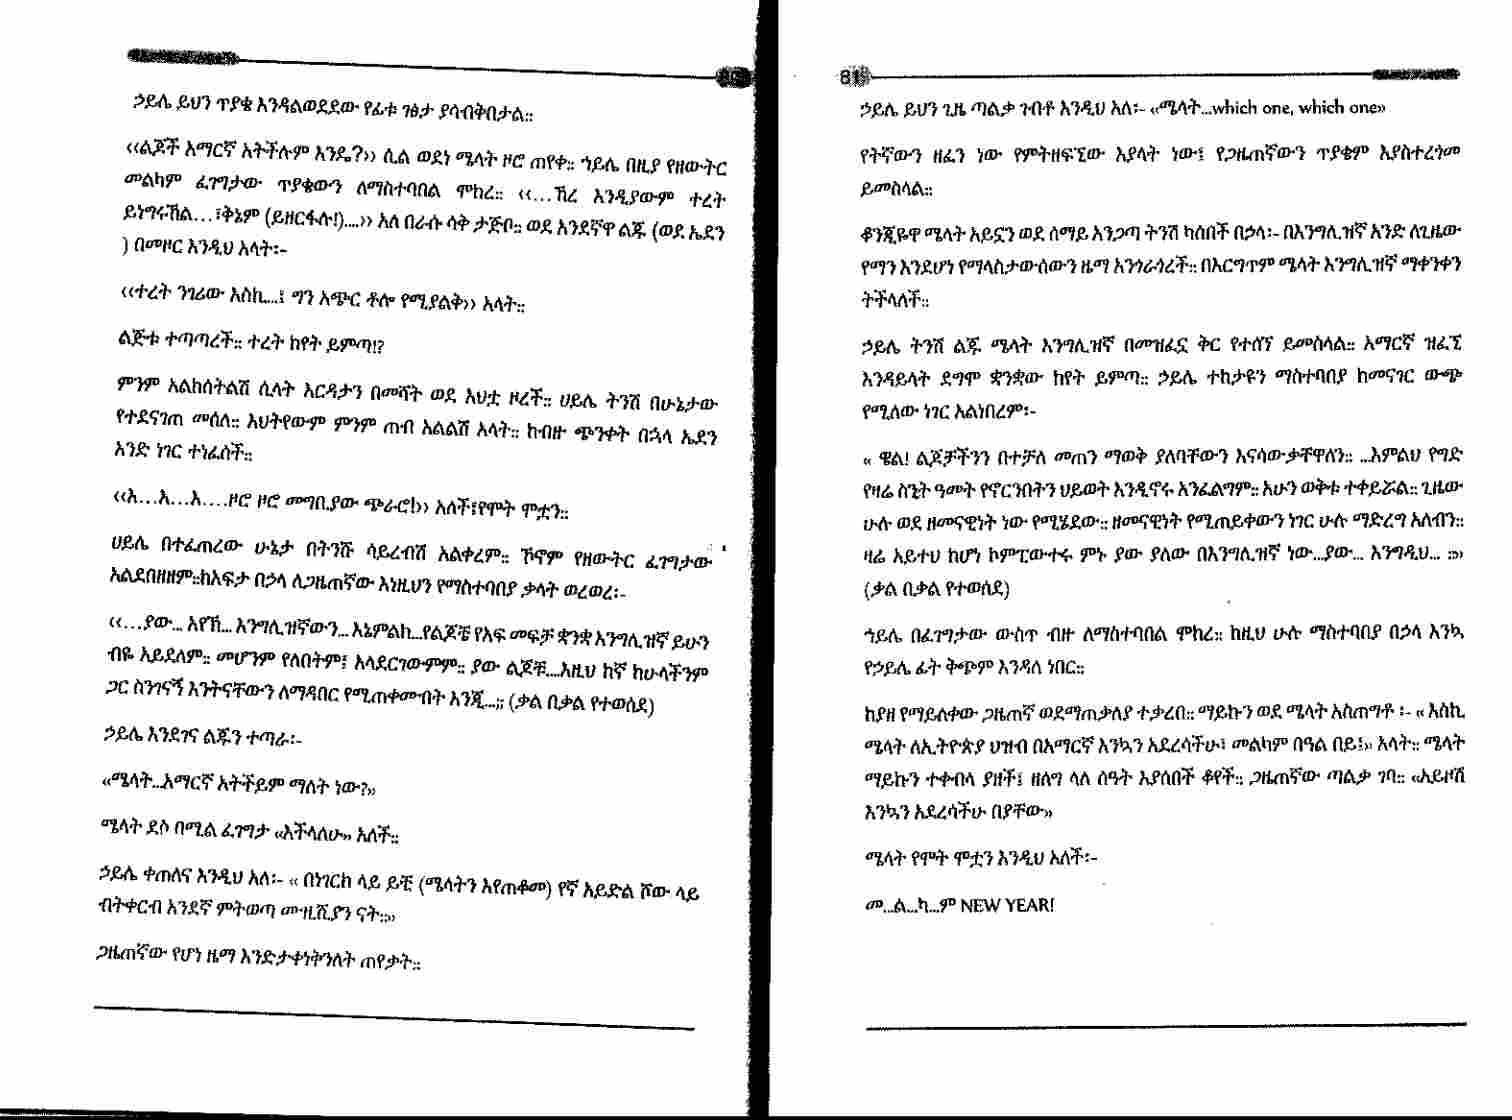 ኃይሌ ይህን ጥያቄ እንዳልወደደው የፊቱ ገፅታ ያሳብቅበታል፡፡
‹‹ልጆች አማርኛ አትችሉም እንዴ?›› ሲል ወደነ ሜላት ዞሮ ጠየቀ፡፡ ኀይሌ በዚያ የዘውትር
መልካም ፈገግታው ጥያቄውን ለማስተባበል ሞከረ፡፡ ‹‹…ኸረ እንዲያውም ተረት
ይነግሩኸል…፣ቅኔም (ይዘርፋሉ!)....›› አለ በራሱ ሳቅ ታጅቦ፡፡ ወደ አንደኛዋ ልጁ (ወደ ኤደን
) በመዞር እንዲህ አላት፡-
‹‹ተረት ንገሪው እስኪ...፤ ግን አጭር ቶሎ የሚያልቅ›› አላት፡፡
ልጅቱ ተጣጣረች፡፡ ተረት ከየት ይምጣ!?
ምንም አልከሰትልሽ ሲላት እርዳታን በመሻት ወደ እህቷ ዞረች፡፡ ሀይሌ ትንሽ በሁኔታው
የተደናገጠ መሰለ፡፡ እህትየውም ምንም ጠብ አልልሽ አላት፡፡ ከብዙ ጭንቀት በኋላ ኤደን
አንድ ነገር ተነፈሰች፡፡
‹‹እ…እ…እ….ዞሮ ዞሮ መግቢያው ጭራሮ!›› አለች፣የሞት ሞቷን፡፡
ሀይሌ በተፈጠረው ሁኔታ በትንሹ ሳይረብሽ አልቀረም፡፡ ኾኖም የዘውትር ፈገግታው
አልደበዘዘም፡፡ከአፍታ በኃላ ለጋዜጠኛው እነዚህን የማስተባበያ ቃላት ወረወረ፡-
‹‹…ያው... እየኸ... እንግሊዝኛውን... እኔምልከ...የልጆቼ የአፍ መፍቻ ቋንቋ እንግሊዝኛ ይሁን
ብዬ አይደለም፡፡ መሆንም የለበትም፤ አላደርገውምም፡፡ ያው ልጆቹ....እዚህ ከኛ ከሁላችንም
ጋር ስንገናኝ እንትናቸውን ለማዳበር የሚጠቀሙብት እንጂ...;; (ቃል በቃል የተወሰደ)
ኃይሌ እንደገና ልጁን ተጣራ፡-
«ሜላት...አማርኛ አትችይም ማለት ነው?»
ሜላት ደሶ በሚል ፈገግታ «እችላለሁ» አለች፡፡
ኃይሌ ቀጠለና እንዲህ አለ፡- « በነገርከ ላይ ይቺ (ሜላትን እየጠቆመ) የኛ አይድል ሾው ላይ
ብትቀርብ አንደኛ ምትወጣ ሙዚሺያን ናት፡፡»
ጋዜጠኛው የሆነ ዜማ እንድታቀነቅንለት ጠየቃት፡፡
81
ኃይሌ ይህን ጊዜ ጣልቃ ገብቶ እንዲህ አለ፡- «ሜላት...which one, which one»
የትኛውን ዘፈን ነው የምትዘፍኚው እያላት ነው፤ የጋዜጠኛውን ጥያቄም እያስተረጎመ
ይመስላል፡፡
ቆንጂዬዋ ሜላት አይኗን ወደ ሰማይ አንጋጣ ትንሽ ካሰበች በኃላ፡- በእንግሊዝኛ አንድ ለጊዜው
የማን እንደሆነ የማላስታውሰውን ዜማ አንጎራጎረች፡፡ በእርግጥም ሜላት እንግሊዝኛ ማቀንቀን
ትችላለች፡፡
ኃይሌ ትንሽ ልጁ ሜላት እንግሊዝኛ በመዝፈኗ ቅር የተሰኘ ይመስላል፡፡ አማርኛ ዝፈኚ
እንዳይላት ደግሞ ቋንቋው ከየት ይምጣ፡፡ ኃይሌ ተከታዩን ማስተባበያ ከመናገር ውጭ
የሚለው ነገር አልነበረም፡-
« ዌል! ልጆቻችንን በተቻለ መጠን ማወቅ ያለባቸውን እናሳውቃቸዋለን፡፡ ...እምልህ የግድ
የዛሬ ስንት ዓመት የኖርንበትን ህይወት እንዲኖሩ አንፈልግም፡፡ አሁን ወቅቱ ተቀይሯል፡፡ ጊዜው
ሁሉ ወደ ዘመናዊነት ነው የሚሄደው፡፡ ዘመናዊነት የሚጠይቀውን ነገር ሁሉ ማድረግ አለብን፡፡
ዛሬ አይተህ ከሆነ ኮምፒውተሩ ምኑ ያው ያለው በእንግሊዝኛ ነው...ያው... እንግዲህ... ፡፡»
(ቃል በቃል የተወሰደ)
ኀይሌ በፈገግታው ውስጥ ብዙ ለማስተባበል ሞከረ፡፡ ከዚህ ሁሉ ማስተባበያ በኃላ እንኳ
የኃይሌ ፊት ቅጭም እንዳለ ነበር፡፡
ከያዘ የማይለቀው ጋዜጠኛ ወደማጠቃለያ ተቃረበ፡፡ ማይኩን ወደ ሜላት አስጠግቶ ፡- « እስኪ
ሜላት ለኢትዮጵያ ህዝብ በአማርኛ እንኳን አደረሳችሁ፣ መልካም በዓል በይ፤» አላት፡፡ ሜላት
ማይኩን ተቀብላ ያዘች፤ ዘለግ ላለ ሰዓት እያሰበች ቆየች፡፡ ጋዜጠኛው ጣልቃ ገባ፡፡ «አይዞሽ
እንኳን አደረሳችሁ በያቸው»
ሜላት የሞት ሞቷን እንዲህ አለች፡-
መ...ል...ካ...ም NEW YEAR!